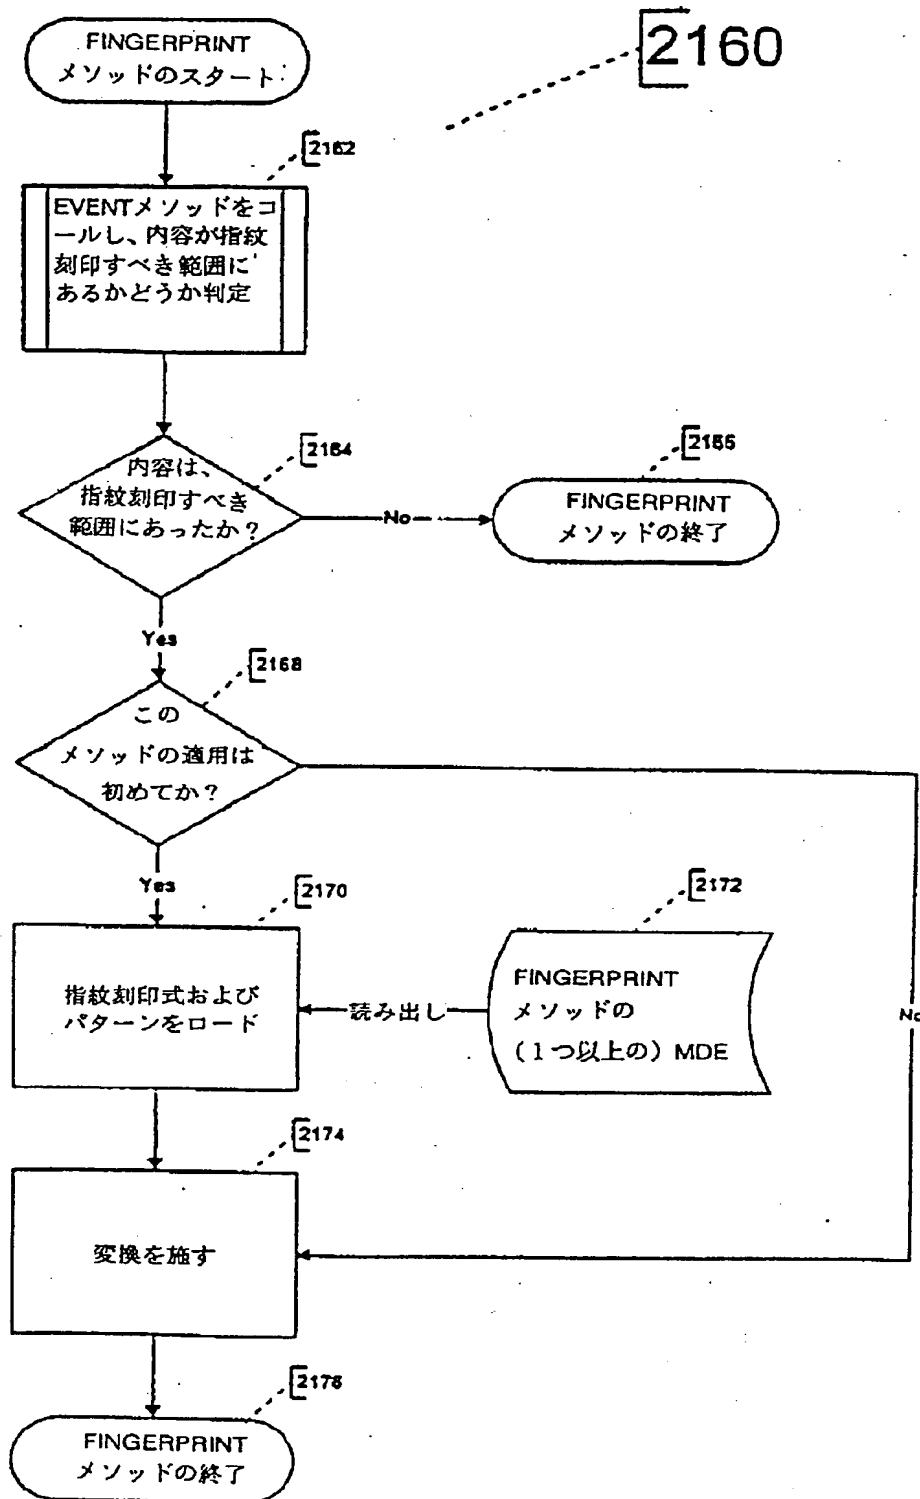 FINGERPRINT
メソッドのスタート
2160
2162
EVENTメソッドをコ
ールし、内容が指紋
刻印すべき範囲に
あるかどうか判定
2164
内容は、
指紋刻印すべき
範囲にあったか？
No
2166
FINGERPRINT
メソッドの終了
Yes
2168
この
メソッドの適用は
初めてか？
No
Yes
2170
指紋刻印式および
パターンをロード
読み出し
2172
FINGERPRINT
メソッドの
(１つ以上の) MDE
2174
変換を施す
2176
FINGERPRINT
メソッドの終了